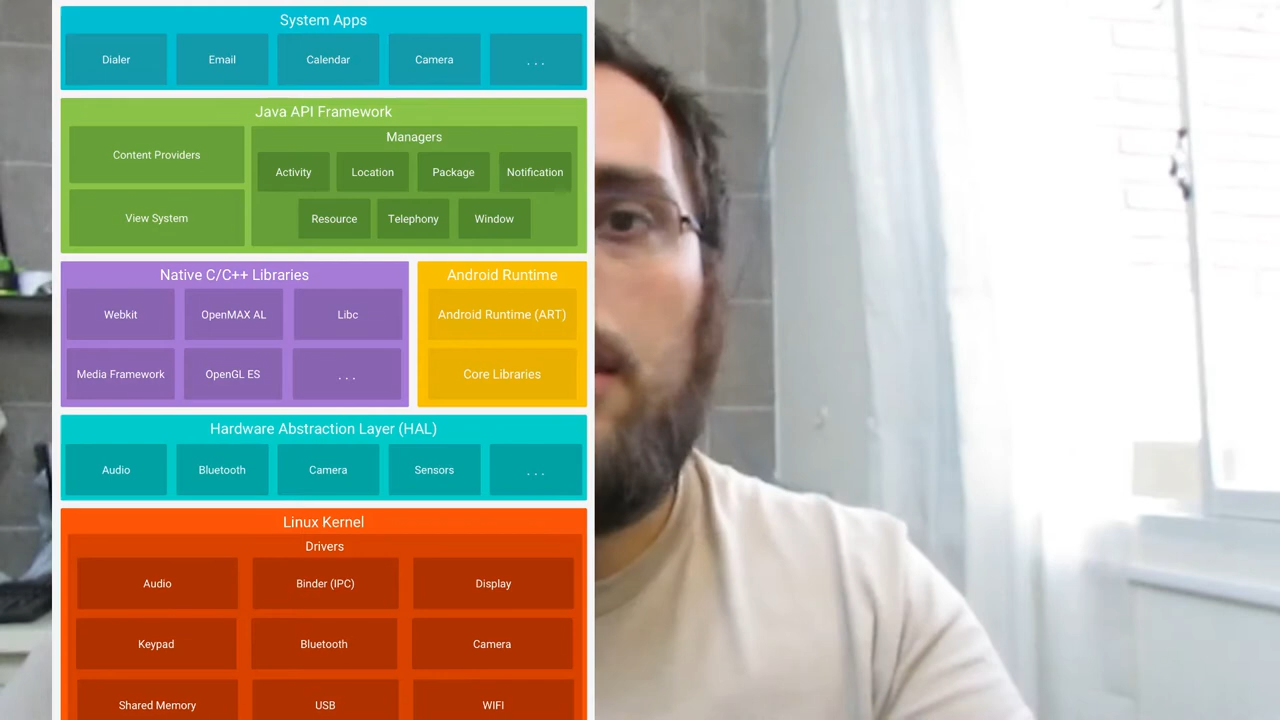 System Apps
Dialer Email Calendar Camera ...
Java API Framework
Managers
Content Providers
Activity Location Package Notification
View System
Resource Telephony Window
Native C/C++ Libraries
Android Runtime
Webkit OpenMAX AL Libc
Android Runtime (ART)
Media Framework OpenGL ES ...
Core Libraries
Hardware Abstraction Layer (HAL)
Audio Bluetooth Camera Sensors ...
Linux Kernel
Drivers
Audio Binder (IPC) Display
Keypad Bluetooth Camera
Shared Memory USB WIFI